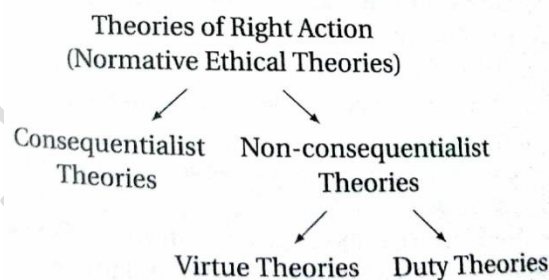 Theories of Right Action
(Normative Ethical Theories)
Consequentialist
Theories
Non-consequentialist
Theories
Virtue Theories
Duty Theories